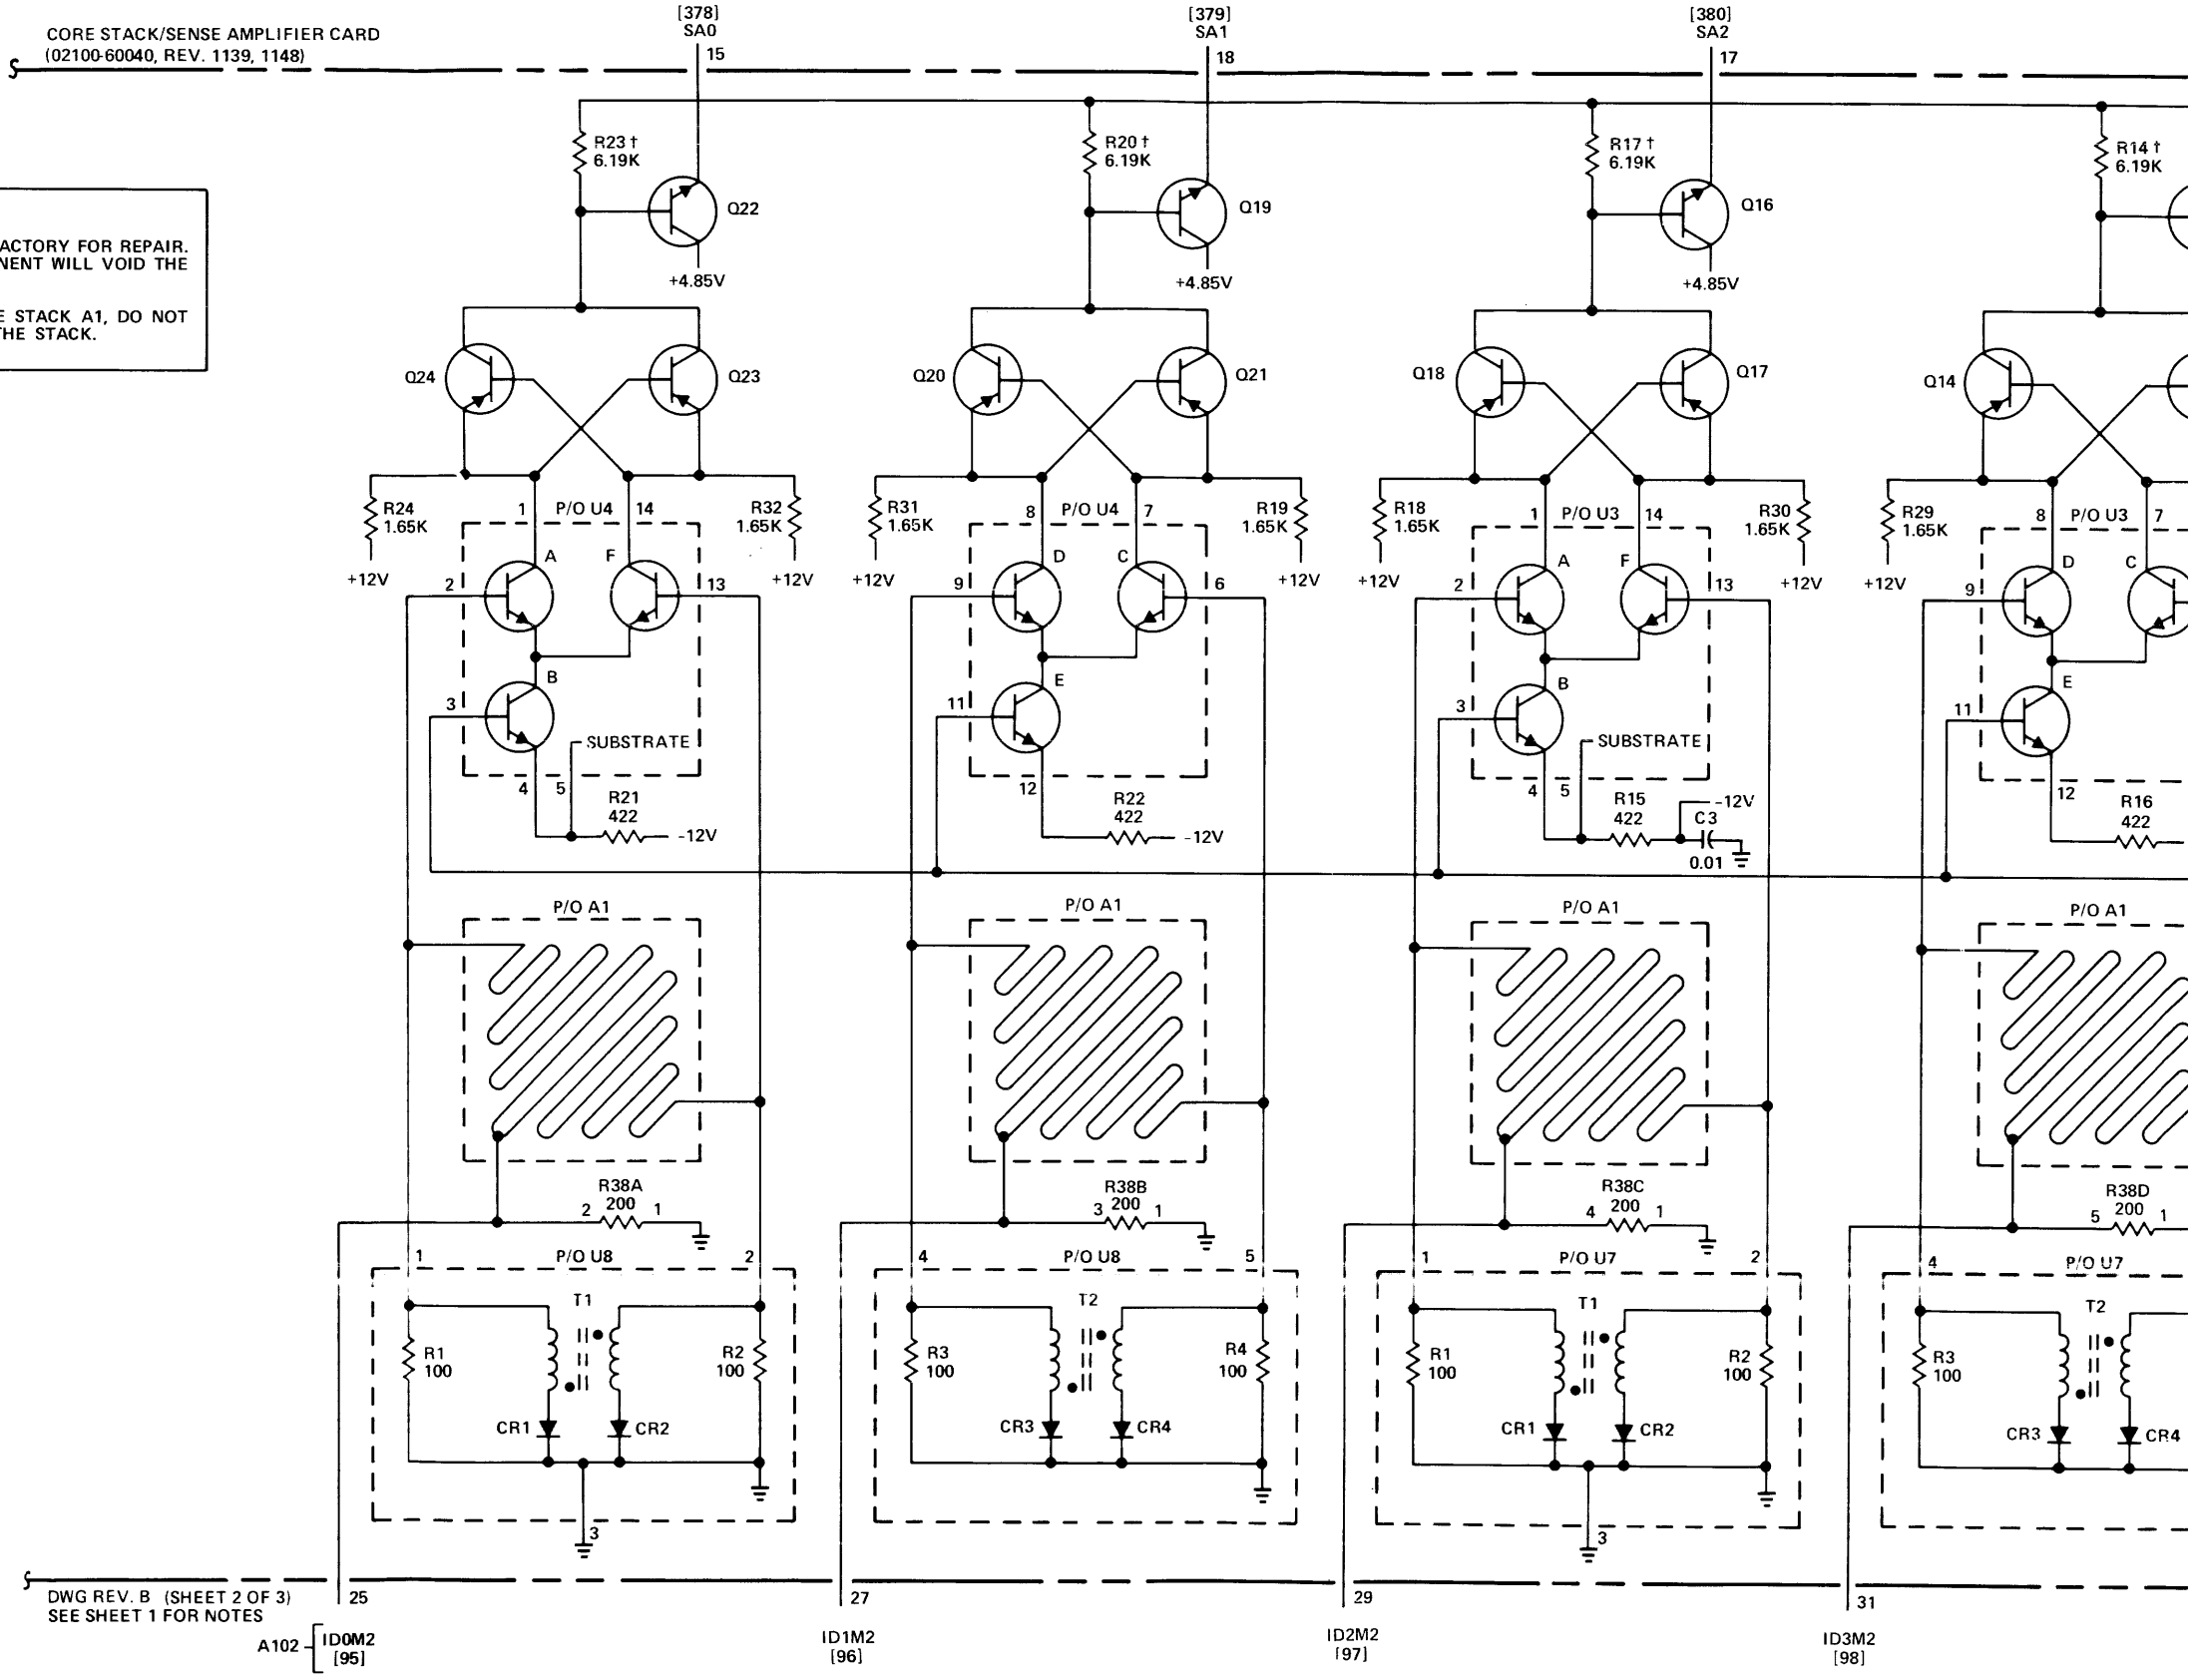 CORE STACK/SENSE AMPLIFIER CARD
(02100-60040, REV. 1139, 1148)
[378]
SA0
15
[379]
SA1
18
[380]
SA2
17
ACTORY FOR REPAIR.
NENT WILL VOID THE
E STACK A1, DO NOT
THE STACK.
R23 †
6.19K
Q22
+4.85V
R20 †
6.19K
Q19
+4.85V
R17 †
6.19K
Q16
+4.85V
R14 †
6.19K
Q24
Q23
Q20
Q21
Q18
Q17
Q14
R24
1.65K
+12V
1
P/O U4
14
R32
1.65K
+12V
R31
1.65K
+12V
8
P/O U4
7
R19
1.65K
+12V
R18
1.65K
+12V
1
P/O U3
14
R30
1.65K
+12V
R29
1.65K
+12V
8
P/O U3
7
A
F
2
13
B
3
SUBSTRATE
4
5
R21
422
-12V
D
C
9
6
E
11
12
R22
422
-12V
A
F
2
13
B
3
SUBSTRATE
4
5
R15
422
-12V
C3
0.01
D
C
9
E
11
12
R16
422
P/O A1
P/O A1
P/O A1
P/O A1
R38A
2
200
1
R38B
3
200
1
R38C
4
200
1
R38D
5
200
1
1
P/O U8
2
4
P/O U8
5
1
P/O U7
2
4
P/O U7
T1
R1
100
R2
100
CR1
CR2
3
T2
R3
100
R4
100
CR3
CR4
T1
R1
100
R2
100
CR1
CR2
3
T2
R3
100
CR3
CR4
DWG REV. B (SHEET 2 OF 3)
SEE SHEET 1 FOR NOTES
25
27
29
31
A102
ID0M2
[95]
ID1M2
[96]
ID2M2
[97]
ID3M2
[98]